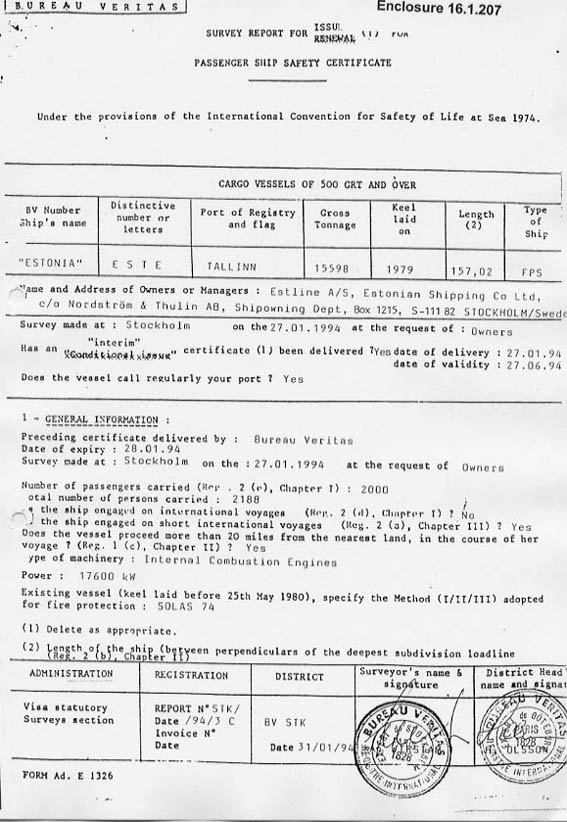 BUREAU VERITAS
Enclosure 16.1.207
SURVEY REPORT FOR ISSUE
RENEWAL (1) FOR
PASSENGER SHIP SAFETY CERTIFICATE
Under the provisions of the International Convention for Safety of Life at Sea 1974.
CARGO VESSELS OF 500 GRT AND OVER
BV Number Ship's name
Distinctive number or letters
Port of Registry and flag
Gross Tonnage
Keel laid on
Length (2)
Type of Ship
"ESTONIA" E S T E TALLINN 15598 1979 157,02 FPS
Name and Address of Owners or Managers : Estline A/S, Estonian Shipping Co Ltd,
c/o Nordström & Thulin AB, Shipowning Dept, Box 1215, S-111 82 STOCKHOLM/Swede
Survey made at : Stockholm on the 27.01.1994 at the request of : Owners
"interim"
Has an "Conditional issue" certificate (1) been delivered ? Yes date of delivery : 27.01.94
date of validity : 27.06.94
Does the vessel call regularly your port ? Yes
1 - GENERAL INFORMATION :
Preceding certificate delivered by : Bureau Veritas
Date of expiry : 28.01.94
Survey made at : Stockholm on the : 27.01.1994 at the request of Owners
Number of passengers carried (Reg . 2 (e), Chapter I) : 2000
otal number of persons carried : 2188
s the ship engaged on international voyages (Reg. 2 (d), Chapter I) ? No
the ship engaged on short international voyages (Reg. 2 (a), Chapter III) ? Yes
Does the vessel proceed more than 20 miles from the nearest land, in the course of her
voyage ? (Reg. 1 (c), Chapter II) ? Yes
ype of machinery : Internal Combustion Engines
Power : 17600 kW
Existing vessel (keel laid before 25th May 1980), specify the Method (I/II/III) adopted
for fire protection : SOLAS 74
(1) Delete as appropriate.
(2) Length of the ship (between perpendiculars of the deepest subdivision loadline
(Reg. 2 (b), Chapter II)
ADMINISTRATION REGISTRATION DISTRICT
Surveyor's name & signature
District Head' name and signat
Visa statutory
Surveys section
REPORT N° STK/
Date /94/3 C
Invoice N°
Date
BV STK
Date 31/01/94
BUREAU VERITAS
1828
REGISTRE INTERNATIONAL
BUREAU VERITAS
PARIS
1828
OLSSON
INTERNATIONAL
FORM Ad. E 1326